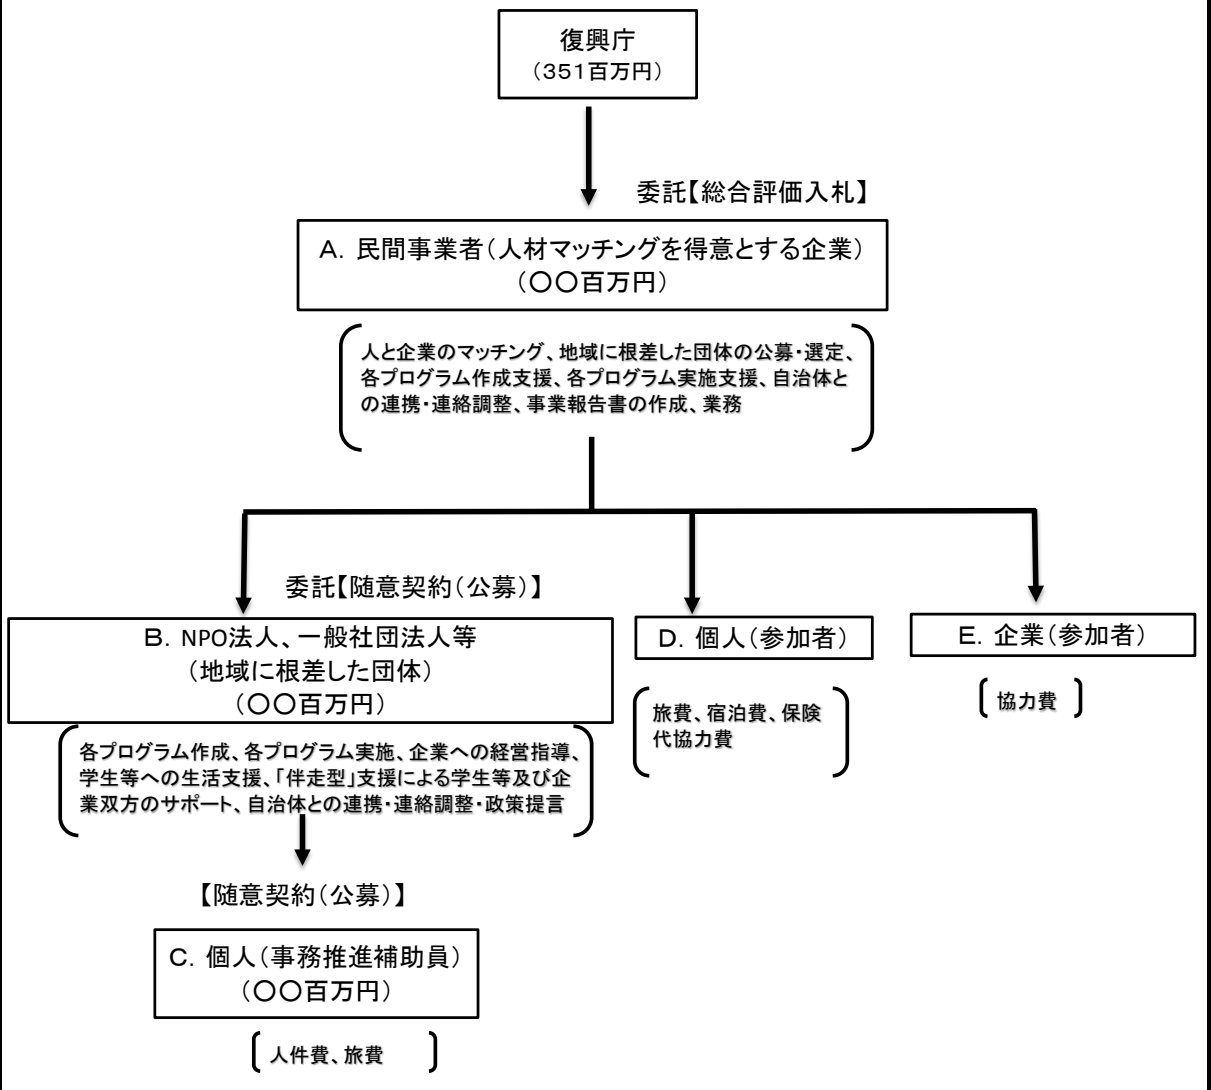 復興庁
（351百万円）
委託【総合評価入札】
A. 民間事業者（人材マッチングを得意とする企業）
（〇〇百万円）
人と企業のマッチング、地域に根差した団体の公募・選定、
各プログラム作成支援、各プログラム実施支援、自治体と
の連携・連絡調整、事業報告書の作成、業務
委託【随意契約（公募）】
B. NPO法人、一般社団法人等
（地域に根差した団体）
（〇〇百万円）
各プログラム作成、各プログラム実施、企業への経営指導、
学生等への生活支援、「伴走型」支援による学生等及び企
業双方のサポート、自治体との連携・連絡調整・政策提言
D. 個人（参加者）
旅費、宿泊費、保険
代協力費
E. 企業（参加者）
協力費
【随意契約（公募）】
C. 個人（事務推進補助員）
（〇〇百万円）
人件費、旅費